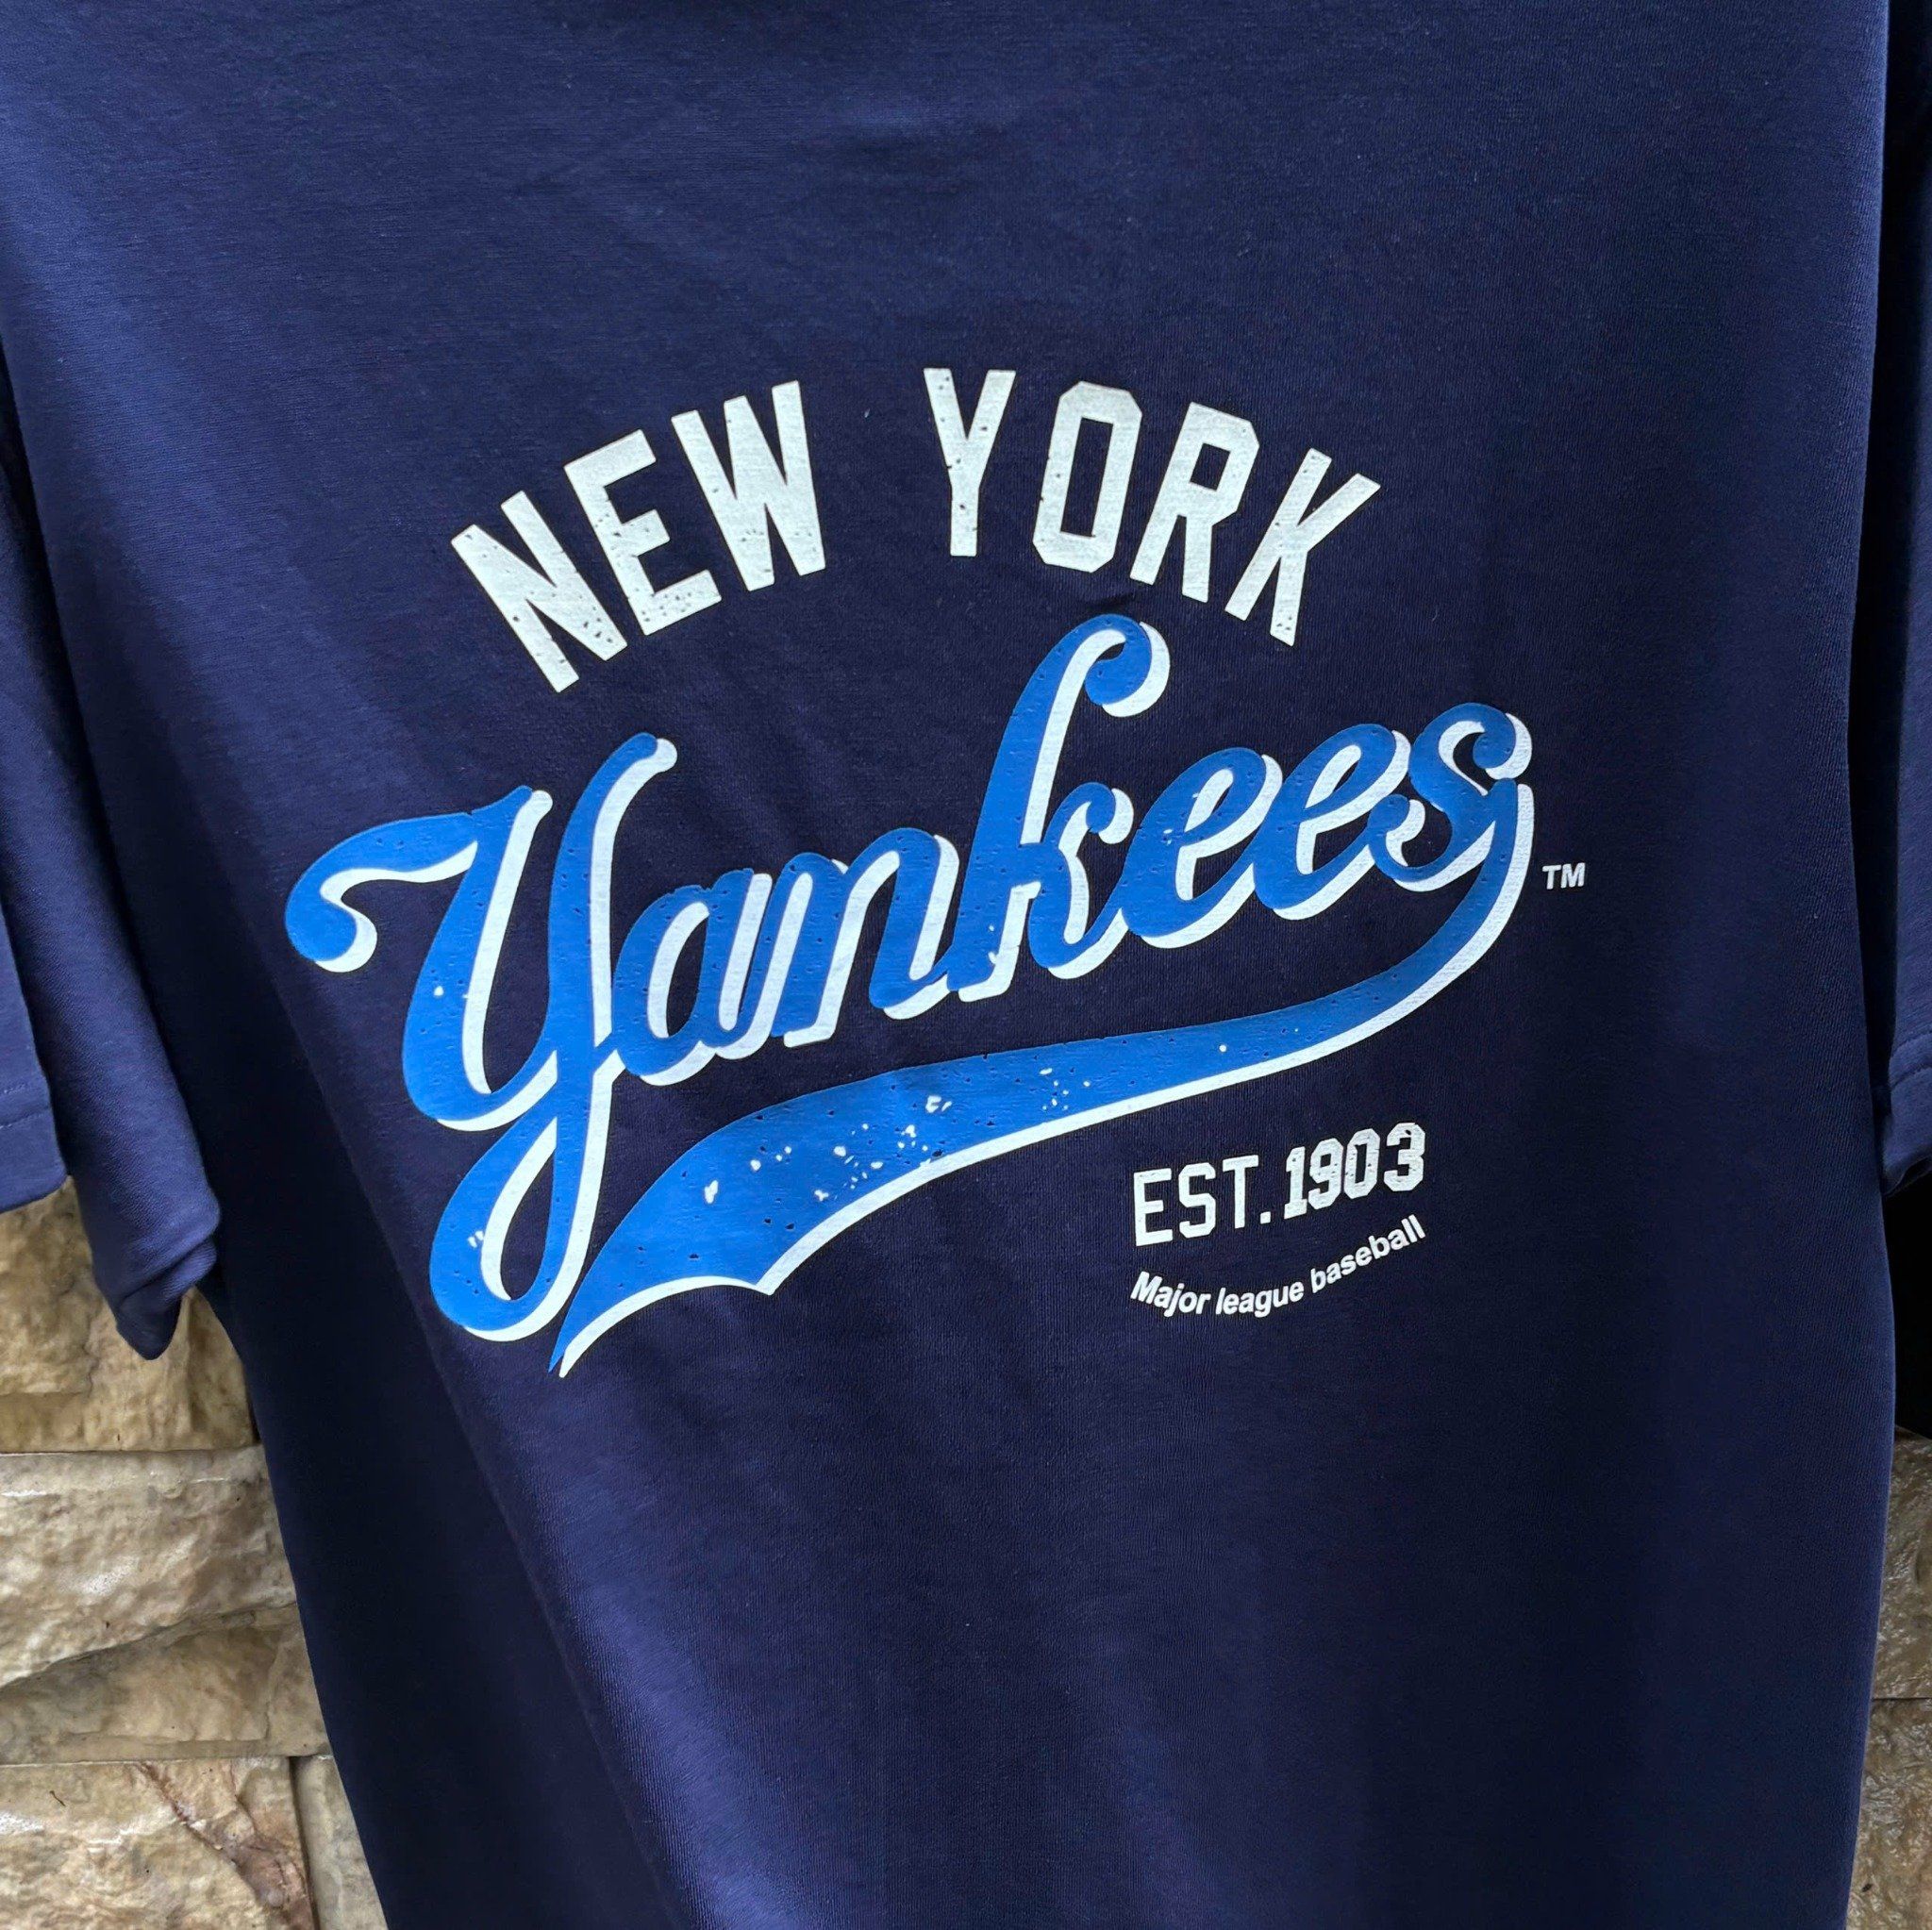 NEW YORK
Yankees ™
EST. 1903
Major league baseball